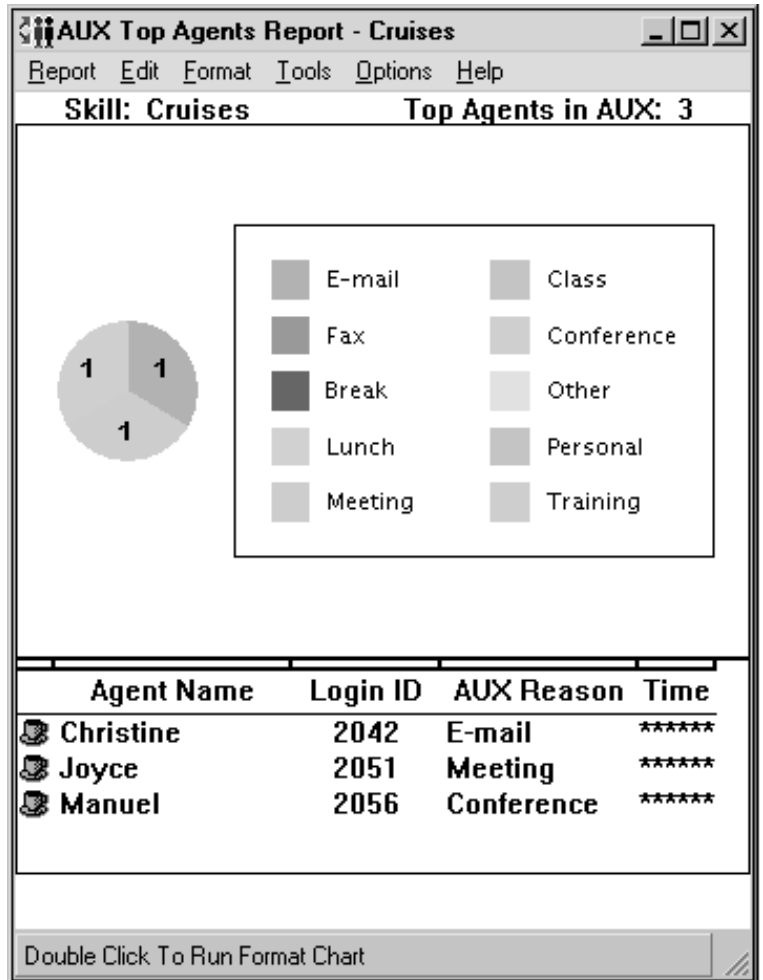 AUX Top Agents Report - Cruises
Report Edit Format Tools Options Help
Skill: Cruises Top Agents in AUX: 3
E-mail Class
Fax Conference
Break Other
Lunch Personal
Meeting Training
1 1
1
Agent Name Login ID AUX Reason Time
Christine 2042 E-mail ******
Joyce 2051 Meeting ******
Manuel 2056 Conference ******
Double Click To Run Format Chart